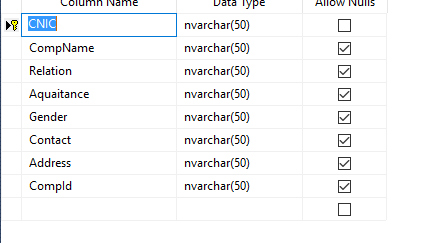 Column Name Data Type Allow Nulls
CNIC nvarchar(50)
CompName nvarchar(50)
Relation nvarchar(50)
Aquaitance nvarchar(50)
Gender nvarchar(50)
Contact nvarchar(50)
Address nvarchar(50)
CompId nvarchar(50)